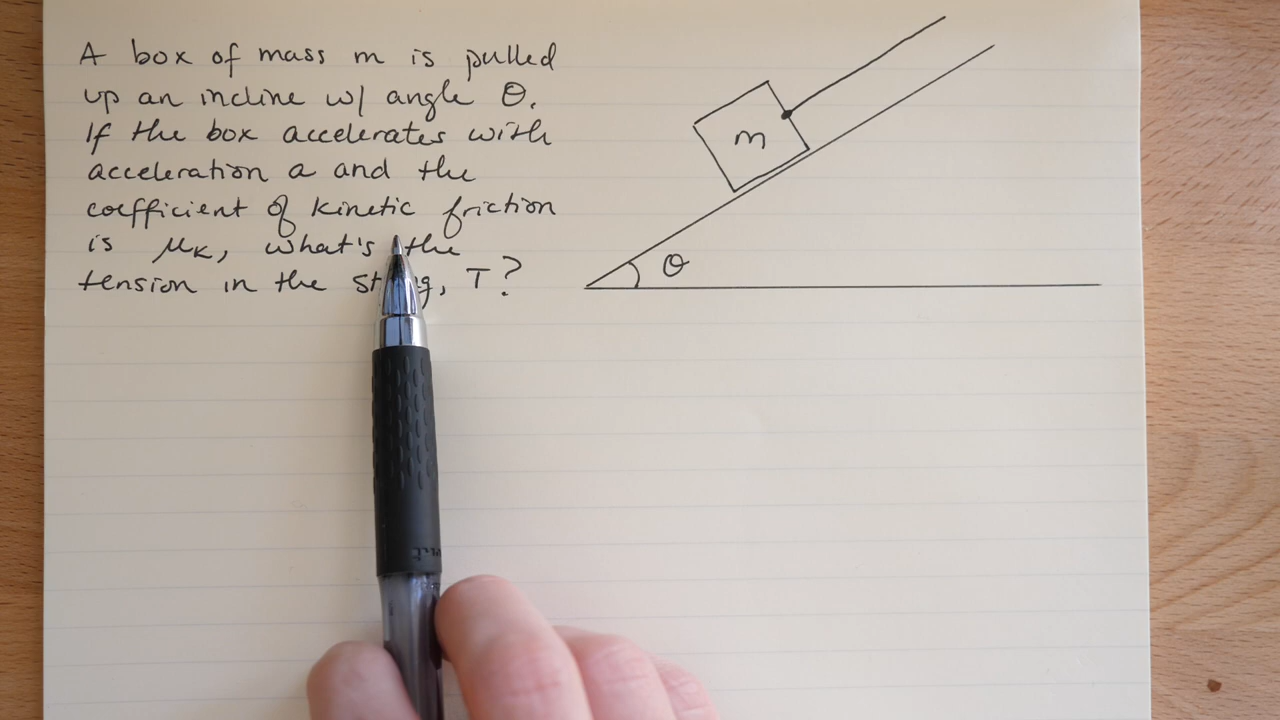 A box of mass m is pulled
up an incline w/ angle θ.
If the box accelerates with
acceleration a and the
coefficient of kinetic friction
is μK, what's the
tension in the , T?
m
θ